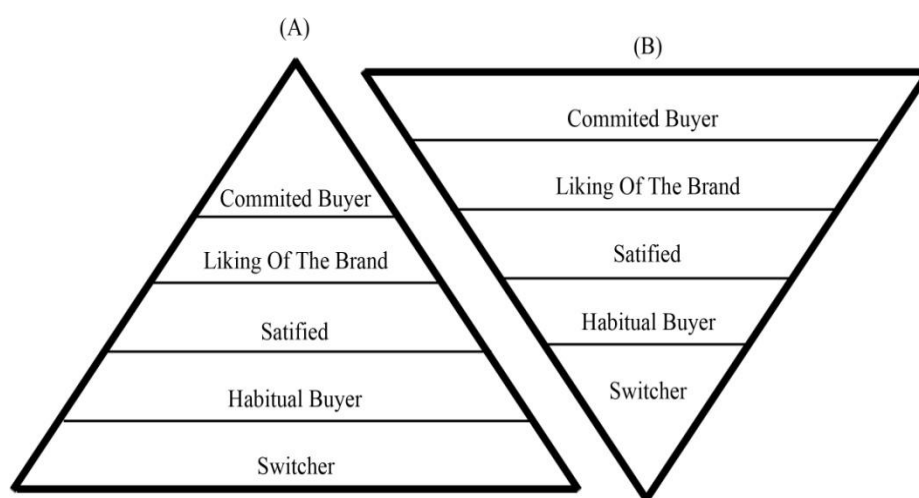 (A)
Commited Buyer
Liking Of The Brand
Satified
Habitual Buyer
Switcher
(B)
Commited Buyer
Liking Of The Brand
Satified
Habitual Buyer
Switcher